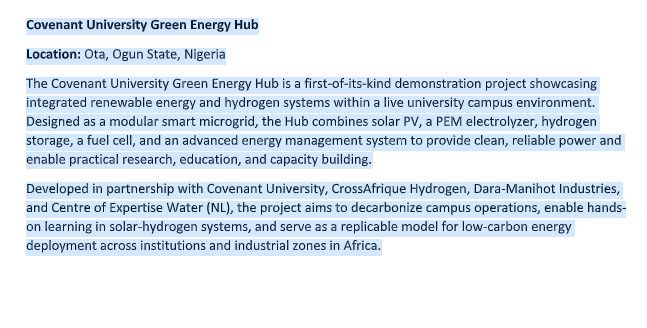 Covenant University Green Energy Hub
Location: Ota, Ogun State, Nigeria
The Covenant University Green Energy Hub is a first-of-its-kind demonstration project showcasing
integrated renewable energy and hydrogen systems within a live university campus environment.
Designed as a modular smart microgrid, the Hub combines solar PV, a PEM electrolyzer, hydrogen
storage, a fuel cell, and an advanced energy management system to provide clean, reliable power and
enable practical research, education, and capacity building.
Developed in partnership with Covenant University, CrossAfrique Hydrogen, Dara-Manihot Industries,
and Centre of Expertise Water (NL), the project aims to decarbonize campus operations, enable hands-
on learning in solar-hydrogen systems, and serve as a replicable model for low-carbon energy
deployment across institutions and industrial zones in Africa.